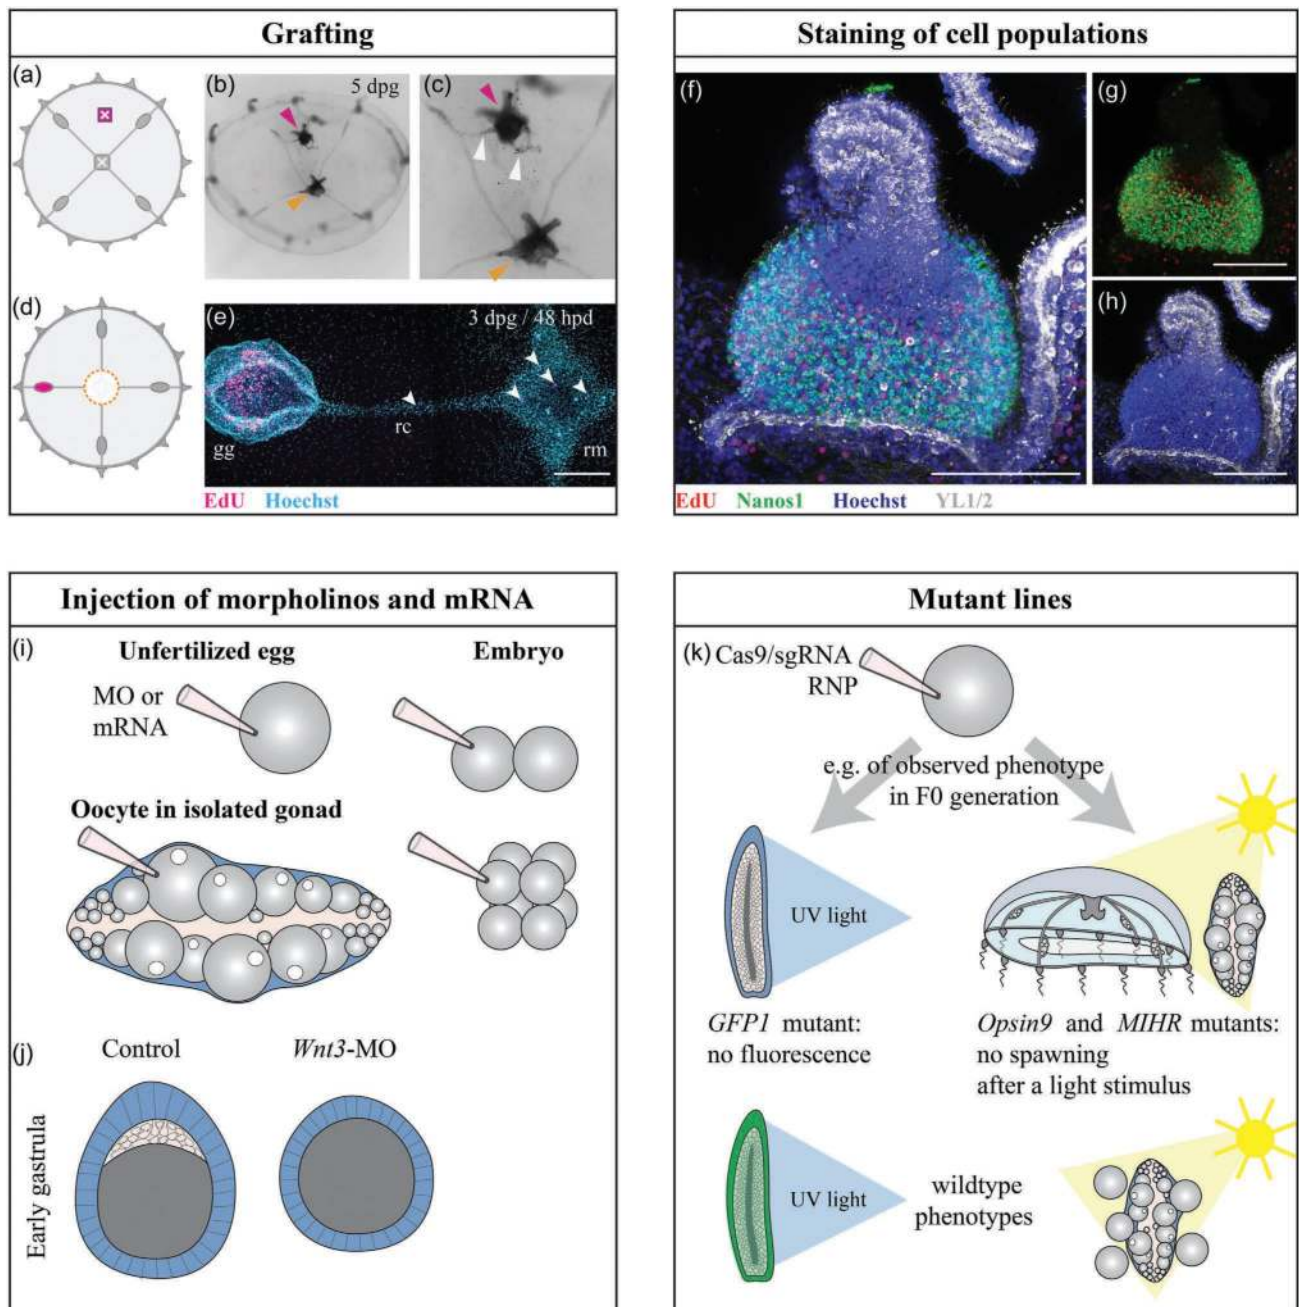 Grafting
(a)
(b)
5 dpg
(c)
(d)
(e)
3 dpg / 48 hpd
gg
rc
rm
EdU Hoechst
Staining of cell populations
(f)
(g)
(h)
EdU Nanos1 Hoechst YL1/2
Injection of morpholinos and mRNA
(i)
Unfertilized egg
Embryo
MO or
mRNA
Oocyte in isolated gonad
(j)
Control
Wnt3-MO
Early gastrula
Mutant lines
(k) Cas9/sgRNA
RNP
e.g. of observed phenotype
in F0 generation
UV light
GFP1 mutant:
no fluorescence
Opsin9 and MIHR mutants:
no spawning
after a light stimulus
UV light
wildtype
phenotypes